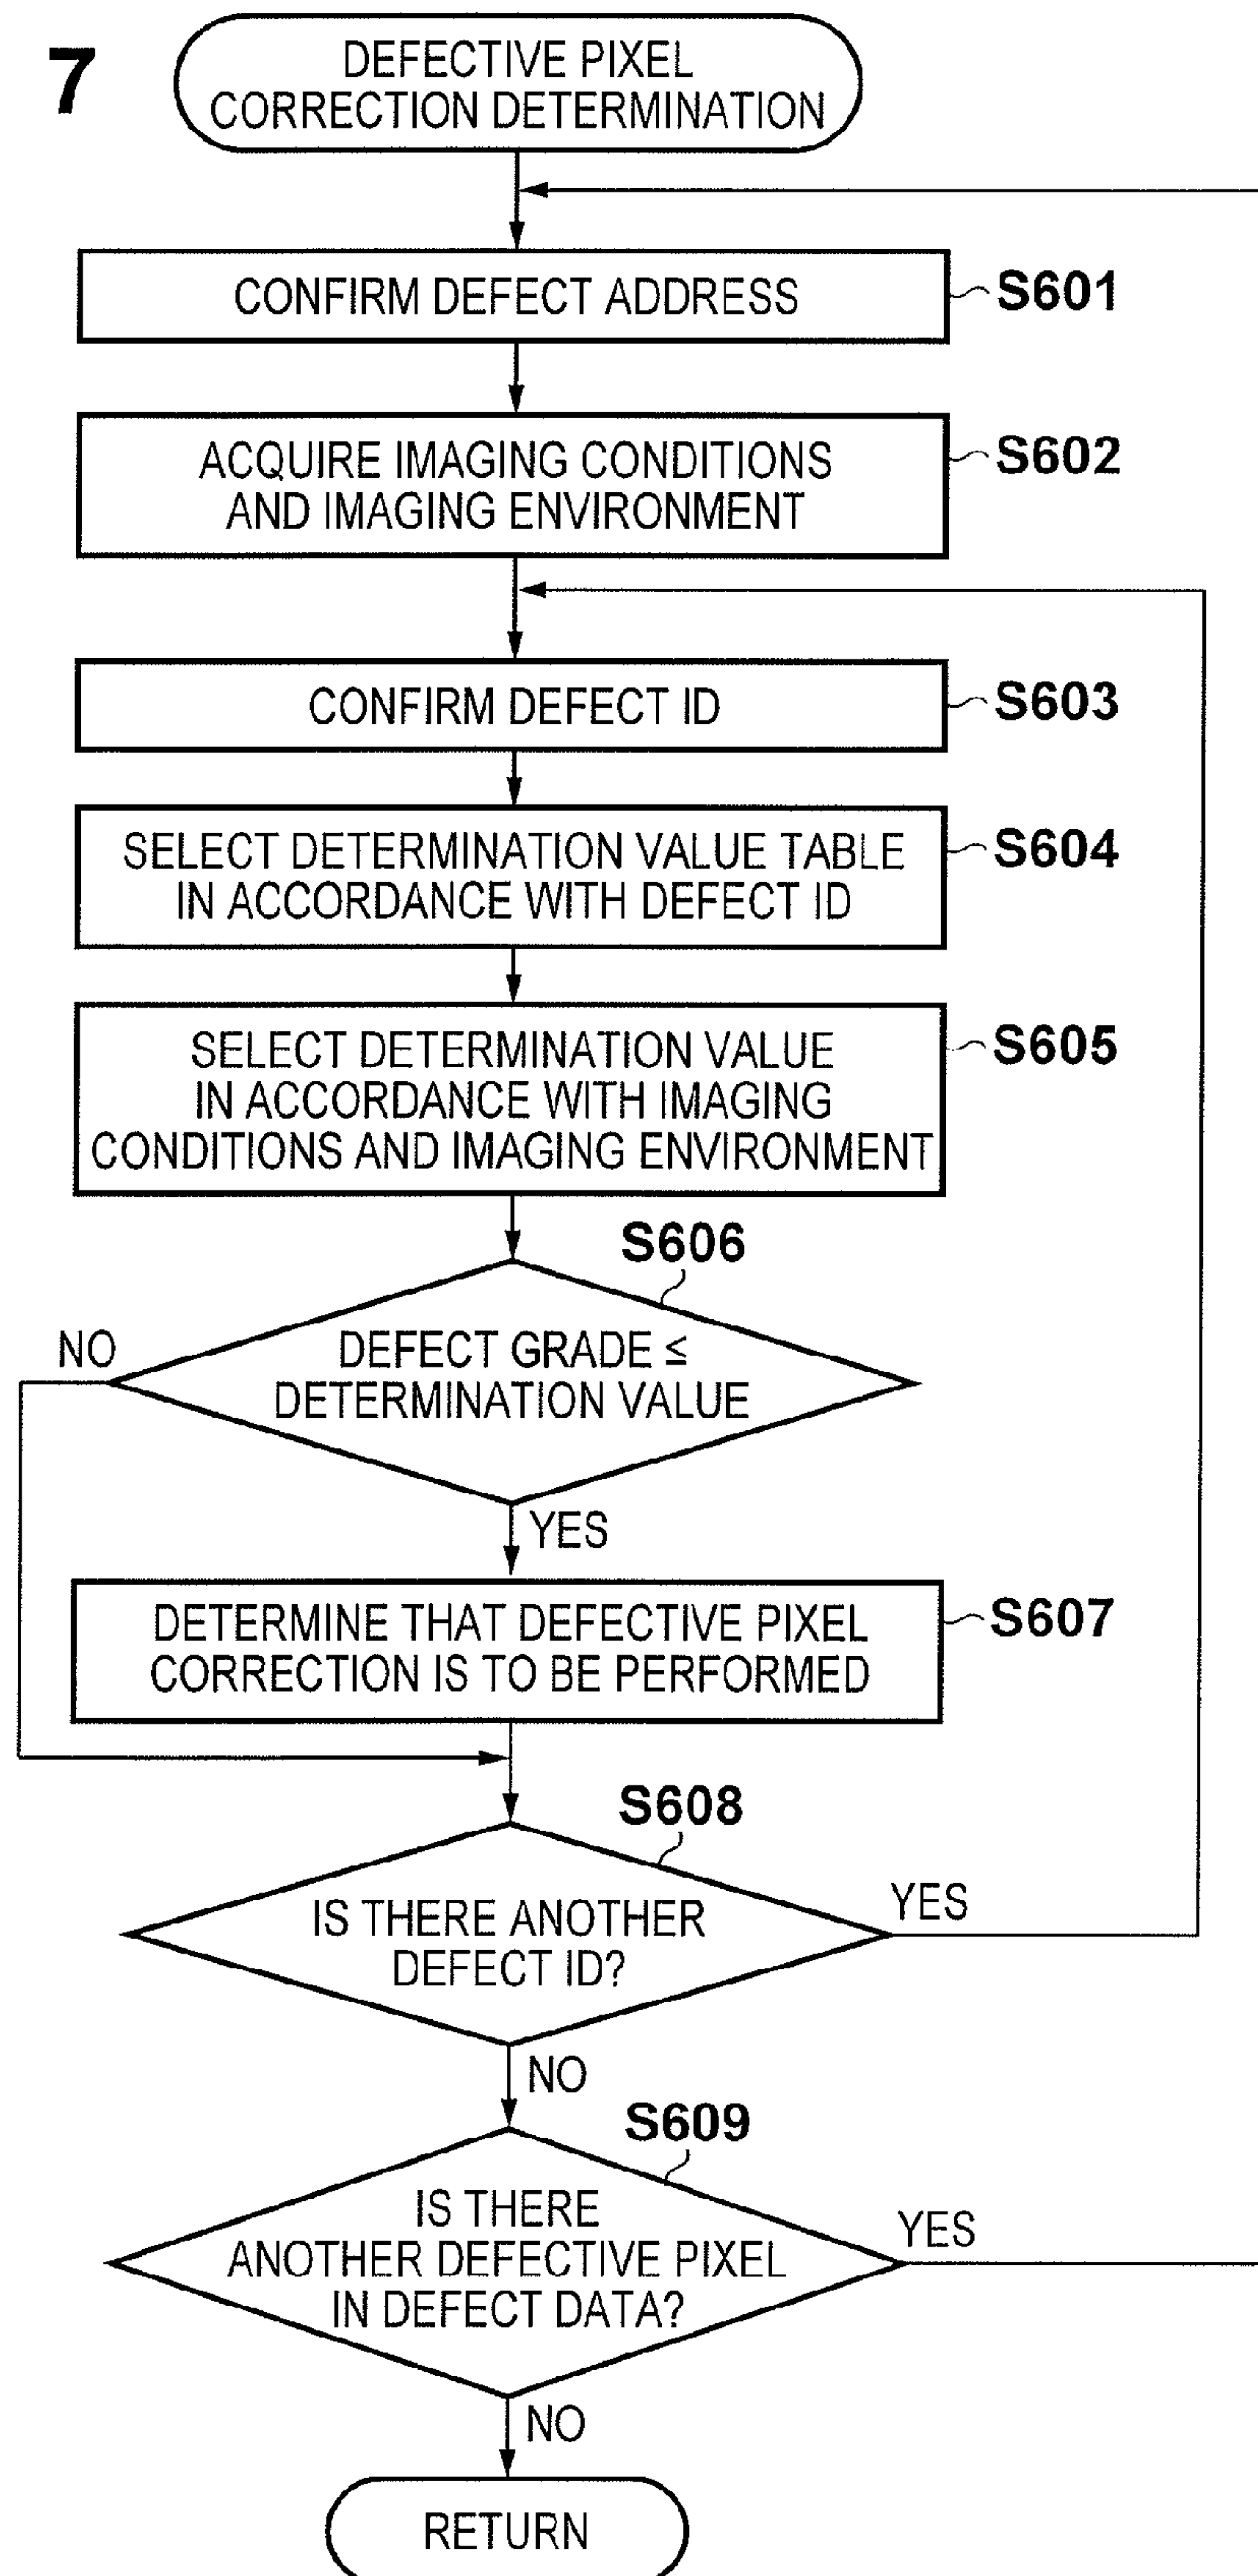 7
DEFECTIVE PIXEL
CORRECTION DETERMINATION
CONFIRM DEFECT ADDRESS
S601
ACQUIRE IMAGING CONDITIONS
AND IMAGING ENVIRONMENT
S602
CONFIRM DEFECT ID
S603
SELECT DETERMINATION VALUE TABLE
IN ACCORDANCE WITH DEFECT ID
S604
SELECT DETERMINATION VALUE
IN ACCORDANCE WITH IMAGING
CONDITIONS AND IMAGING ENVIRONMENT
S605
S606
NO
DEFECT GRADE ≤
DETERMINATION VALUE
YES
DETERMINE THAT DEFECTIVE PIXEL
CORRECTION IS TO BE PERFORMED
S607
S608
IS THERE ANOTHER
DEFECT ID?
YES
NO
S609
IS THERE
ANOTHER DEFECTIVE PIXEL
IN DEFECT DATA?
YES
NO
RETURN